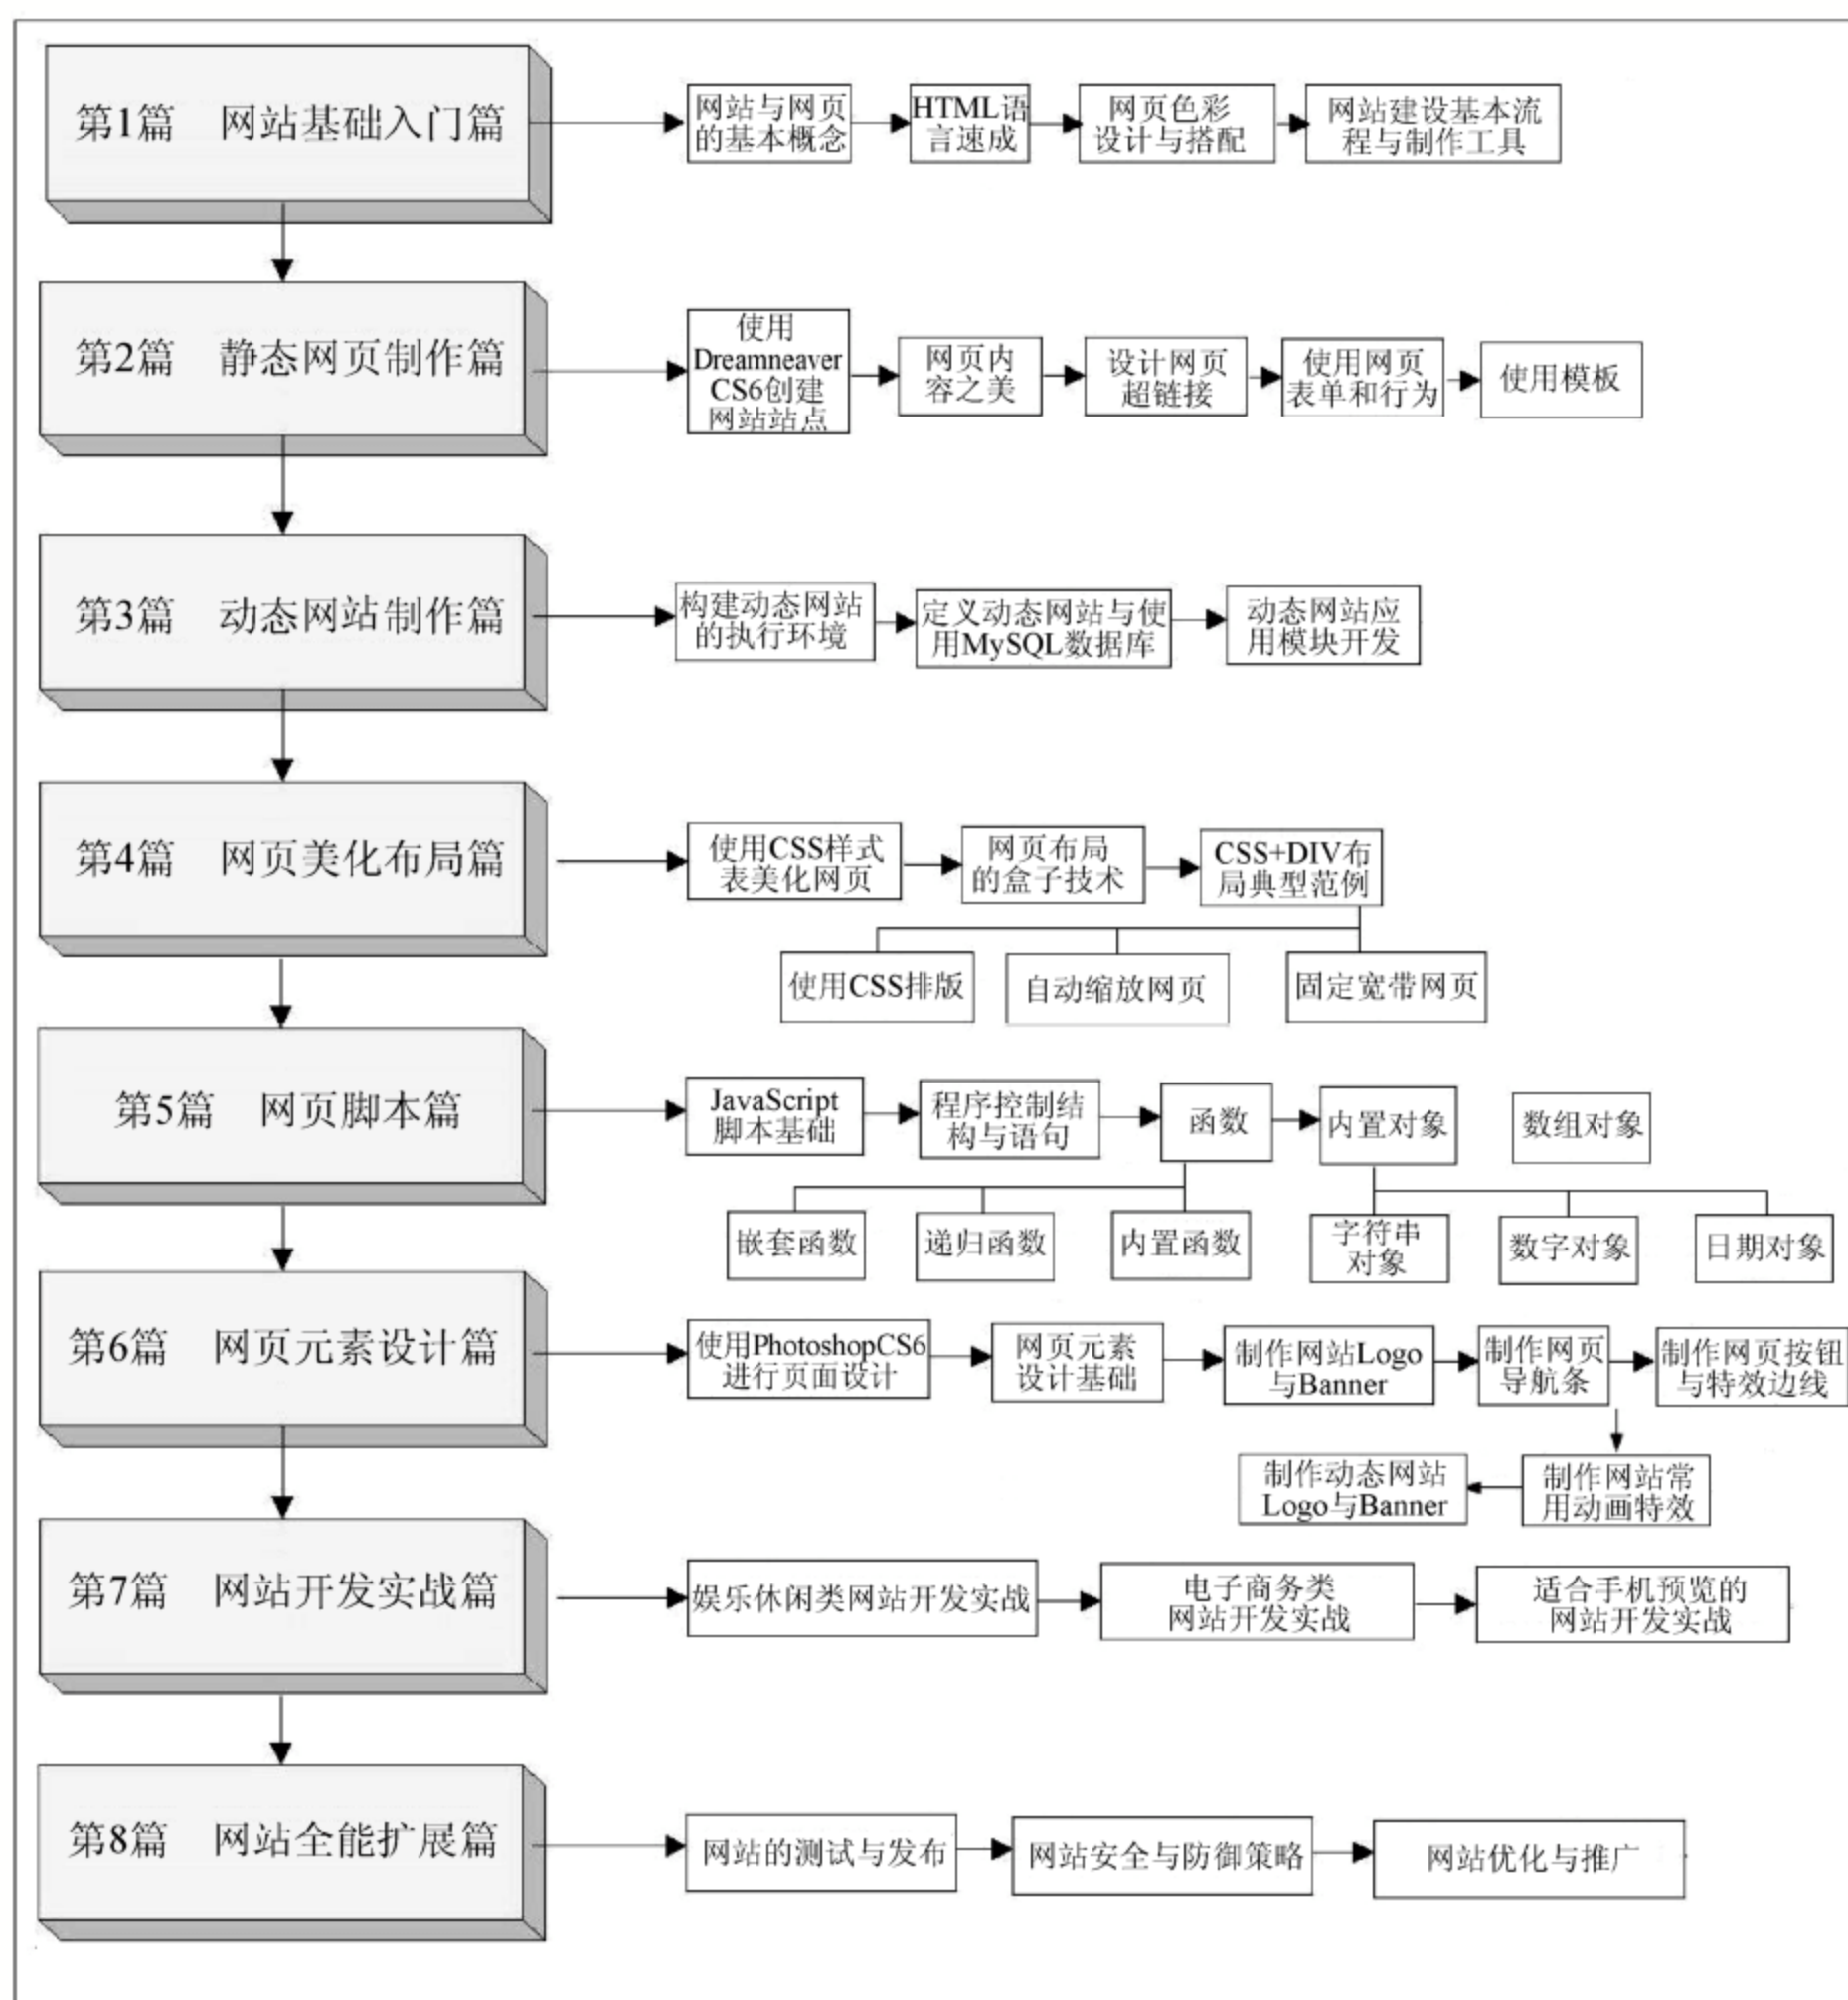 第1篇 网站基础入门篇
网站与网页
的基本概念
HTML语
言速成
网页色彩
设计与搭配
网站建设基本流
程与制作工具
第2篇 静态网页制作篇
使用
Dreamneaver
CS6创建
网站站点
网页内
容之美
设计网页
超链接
使用网页
表单和行为
使用模板
第3篇 动态网站制作篇
构建动态网站
的执行环境
定义动态网站与使
用MySQL数据库
动态网站应
用模块开发
第4篇 网页美化布局篇
使用CSS样式
表美化网页
网页布局
的盒子技术
CSS+DIV布
局典型范例
使用CSS排版
自动缩放网页
固定宽带网页
第5篇 网页脚本篇
JavaScript
脚本基础
程序控制结
构与语句
函数
内置对象
数组对象
嵌套函数
递归函数
内置函数
字符串
对象
数字对象
日期对象
第6篇 网页元素设计篇
使用PhotoshopCS6
进行页面设计
网页元素
设计基础
制作网站Logo
与Banner
制作网页
导航条
制作网页按钮
与特效边线
制作动态网站
Logo与Banner
制作网站常
用动画特效
第7篇 网站开发实战篇
娱乐休闲类网站开发实战
电子商务类
网站开发实战
适合手机预览的
网站开发实战
第8篇 网站全能扩展篇
网站的测试与发布
网站安全与防御策略
网站优化与推广